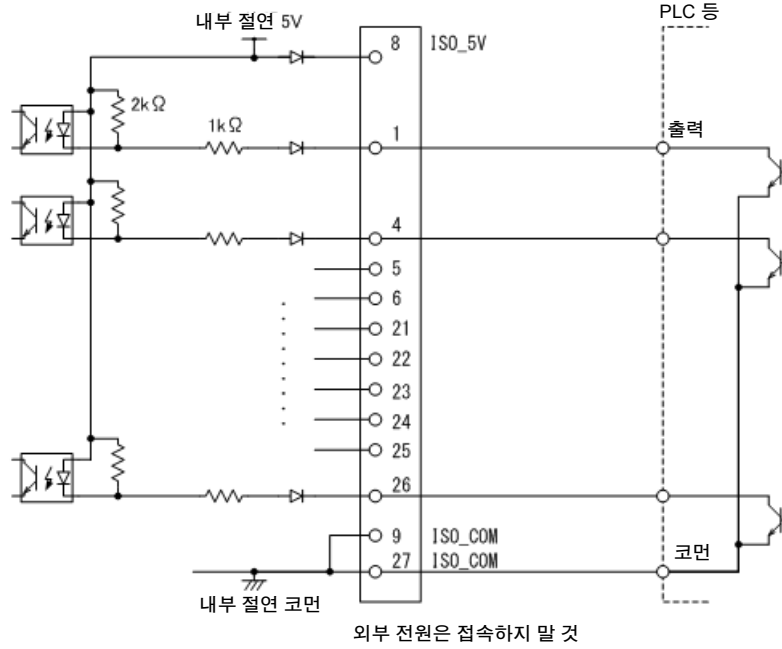 PLC 등
내부 절연 5V
8 ISO_5V
2kΩ
1kΩ
1
출력
4
5
6
21
22
23
24
25
26
9 ISO_COM
27 ISO_COM
코먼
내부 절연 코먼
외부 전원은 접속하지 말 것